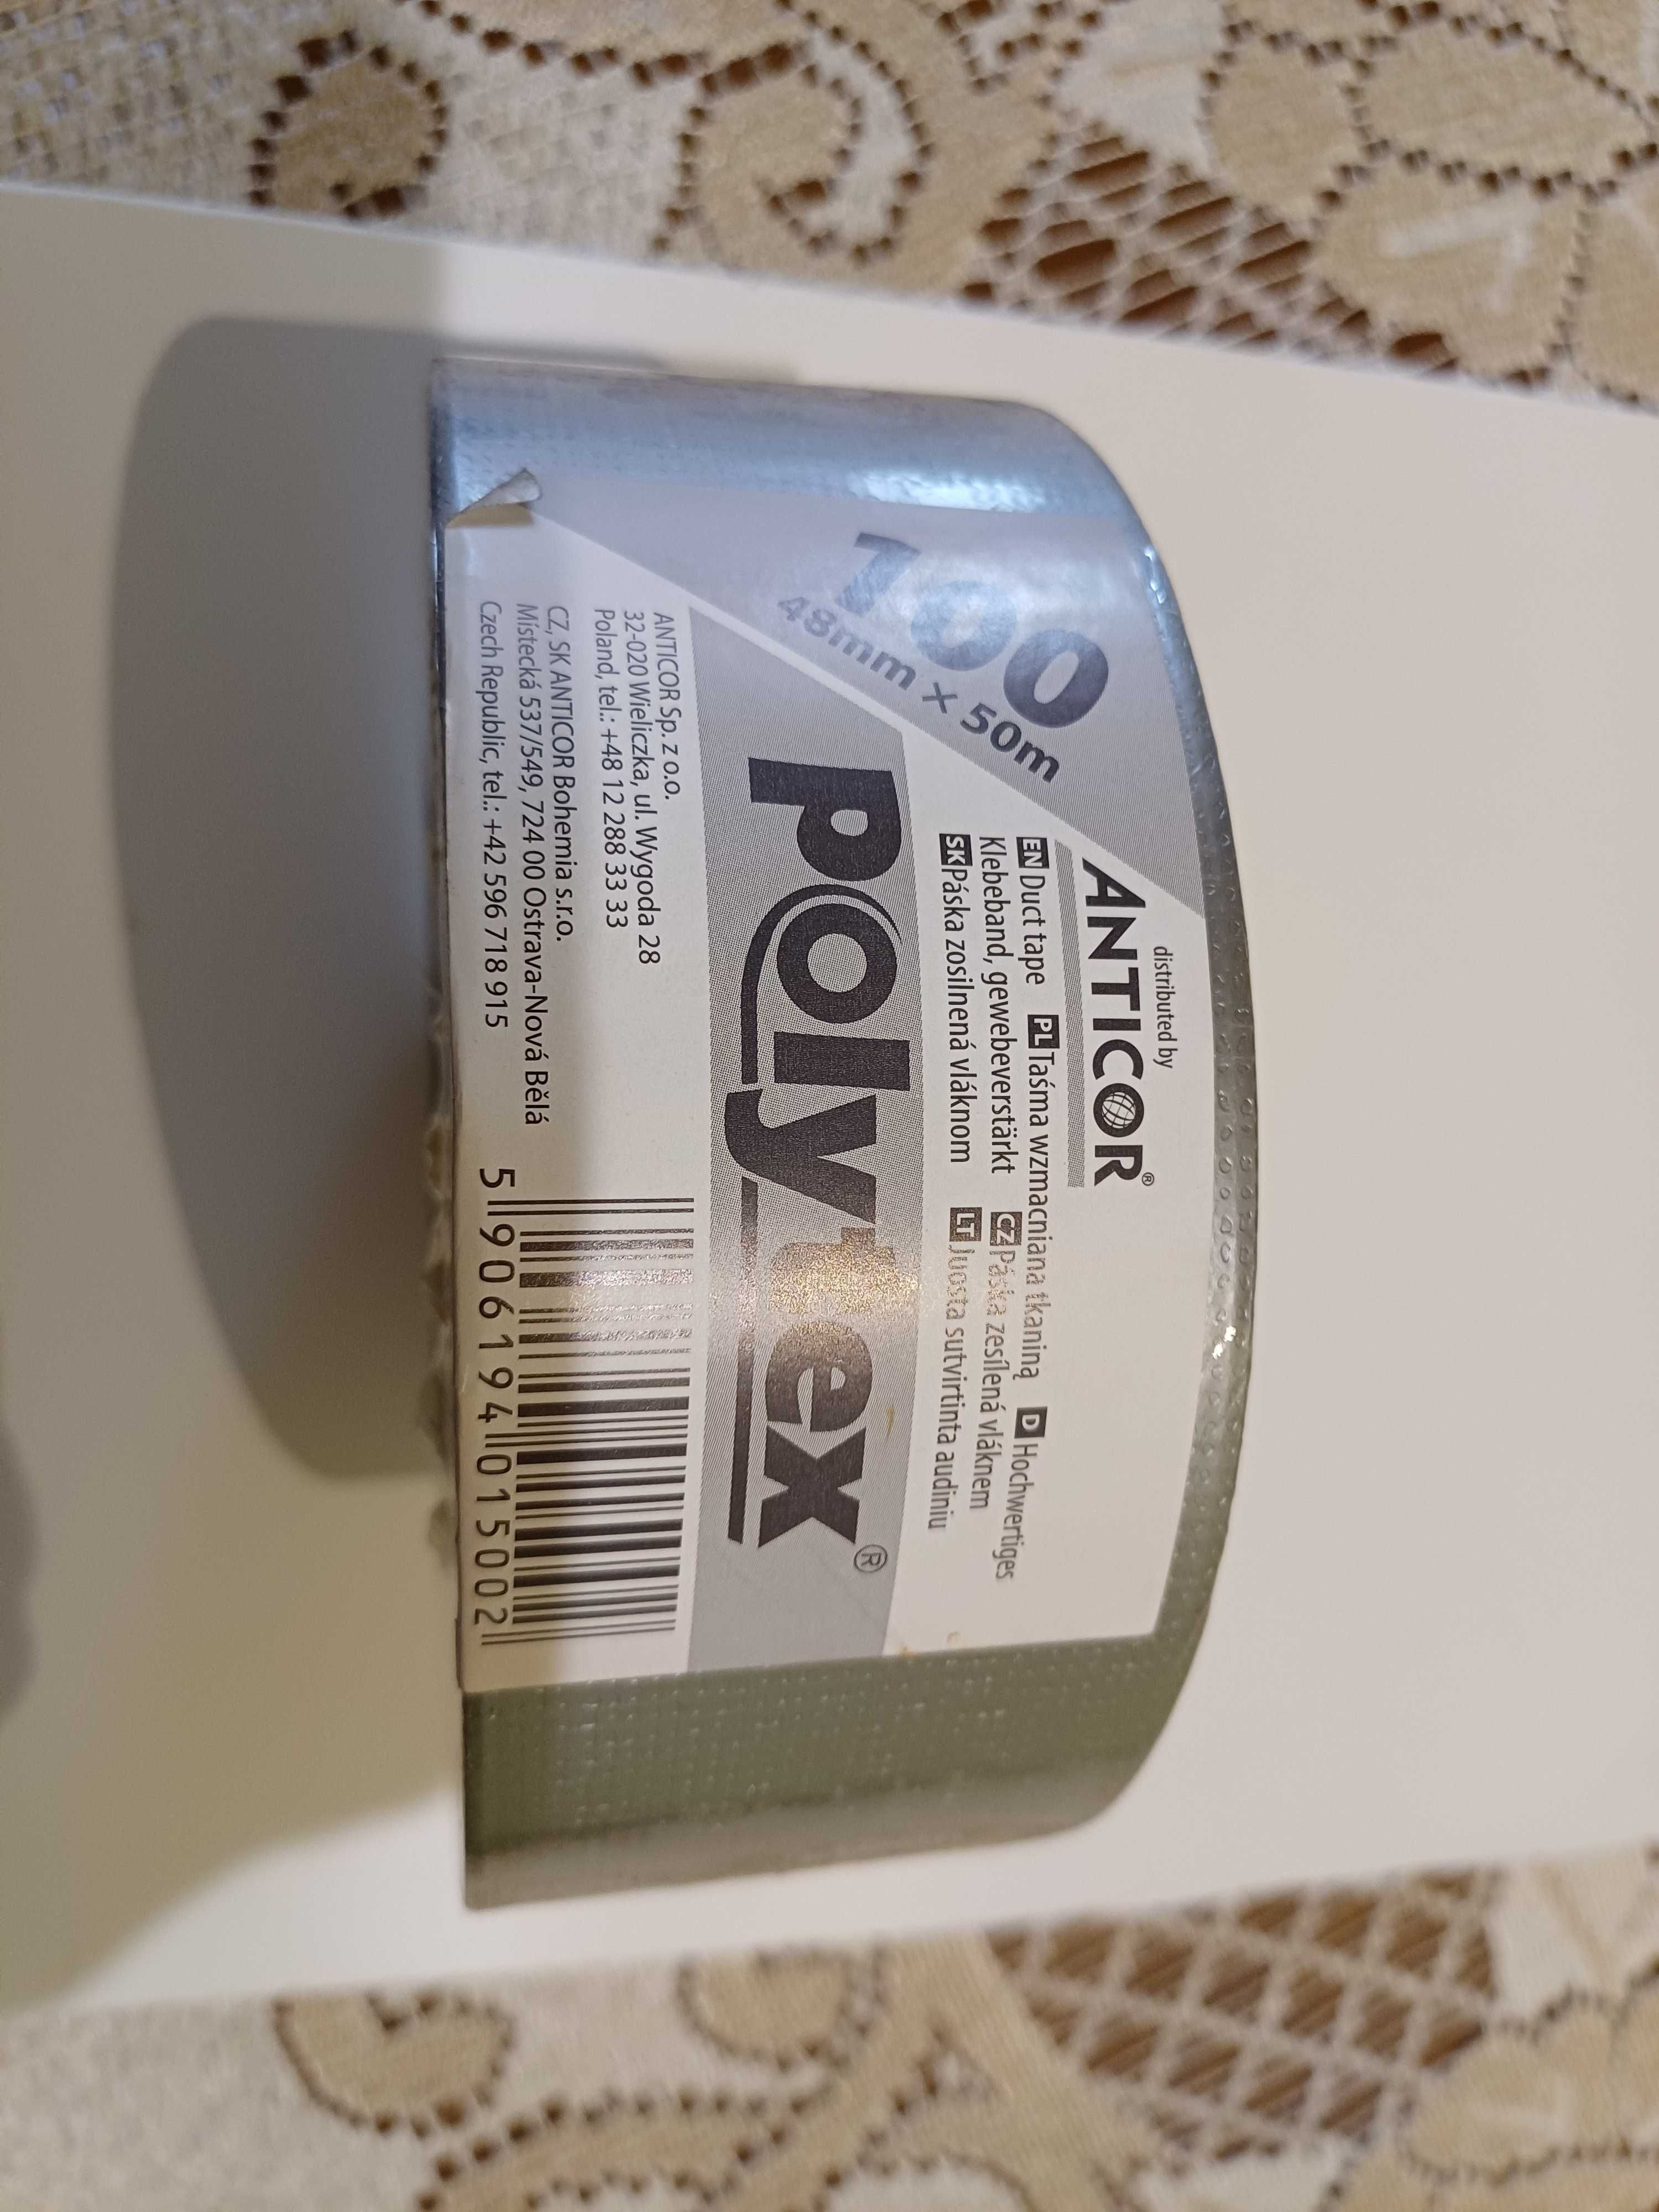 100
48mm x 50m
distributed by
ANTICOR®
EN Duct tape PL Taśma wzmacniana tkaniną D Hochwertiges
Klebeband, gewebeverstärkt CZ Páska zesílená vláknem
SK Páska zosilnená vláknom LT Juosta sutvirtinta audiniu
polytex®
ANTICOR Sp. z o.o.
32-020 Wieliczka, ul. Wygoda 28
Poland, tel.: +48 12 288 33 33
CZ, SK ANTICOR Bohemia s.r.o.
Místecká 537/549, 724 00 Ostrava-Nová Bělá
Czech Republic, tel.: +42 596 718 915
5 906194 015002